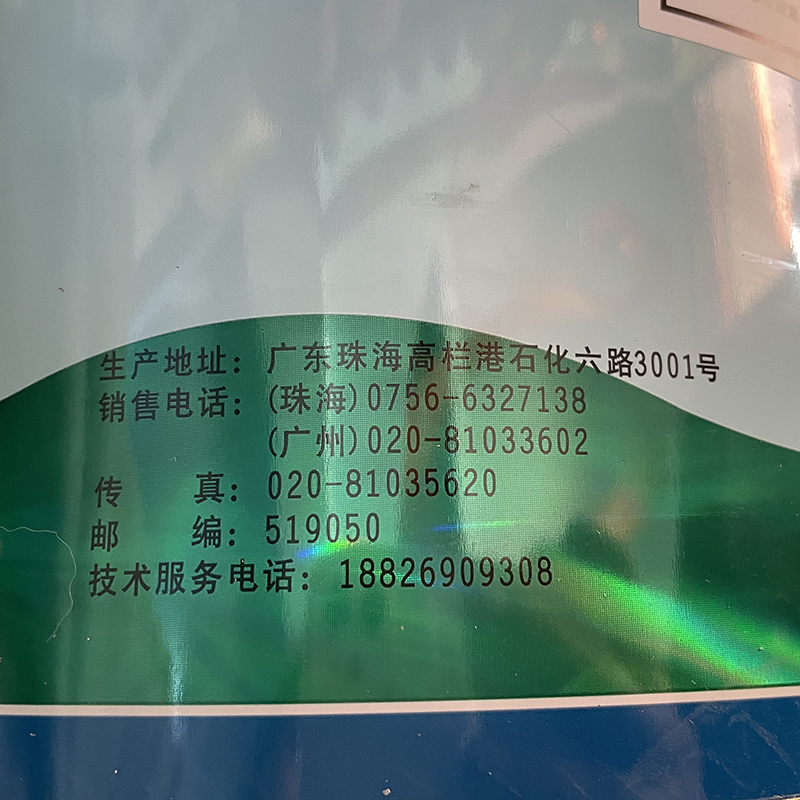 生产地址：广东珠海高栏港石化六路3001号
销售电话：(珠海)0756-6327138
(广州)020-81033602
传 真：020-81035620
邮 编：519050
技术服务电话：18826909308